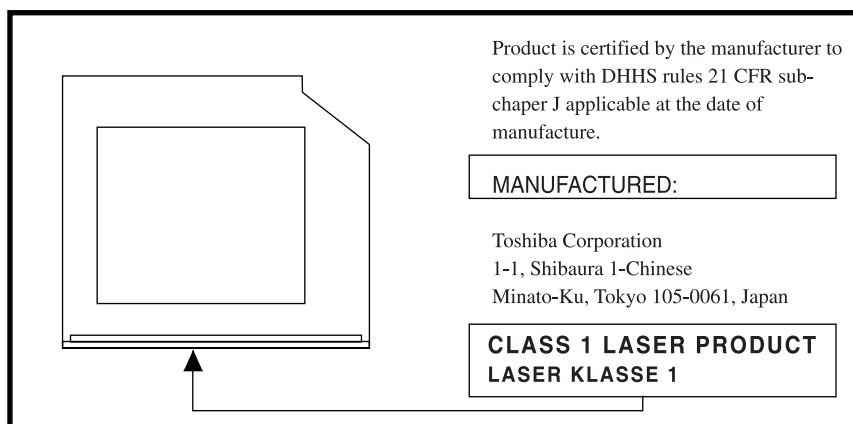 Product is certified by the manufacturer to
comply with DHHS rules 21 CFR sub-
chaper J applicable at the date of
manufacture.
MANUFACTURED:
Toshiba Corporation
1-1, Shibaura 1-Chinese
Minato-Ku, Tokyo 105-0061, Japan
CLASS 1 LASER PRODUCT
LASER KLASSE 1